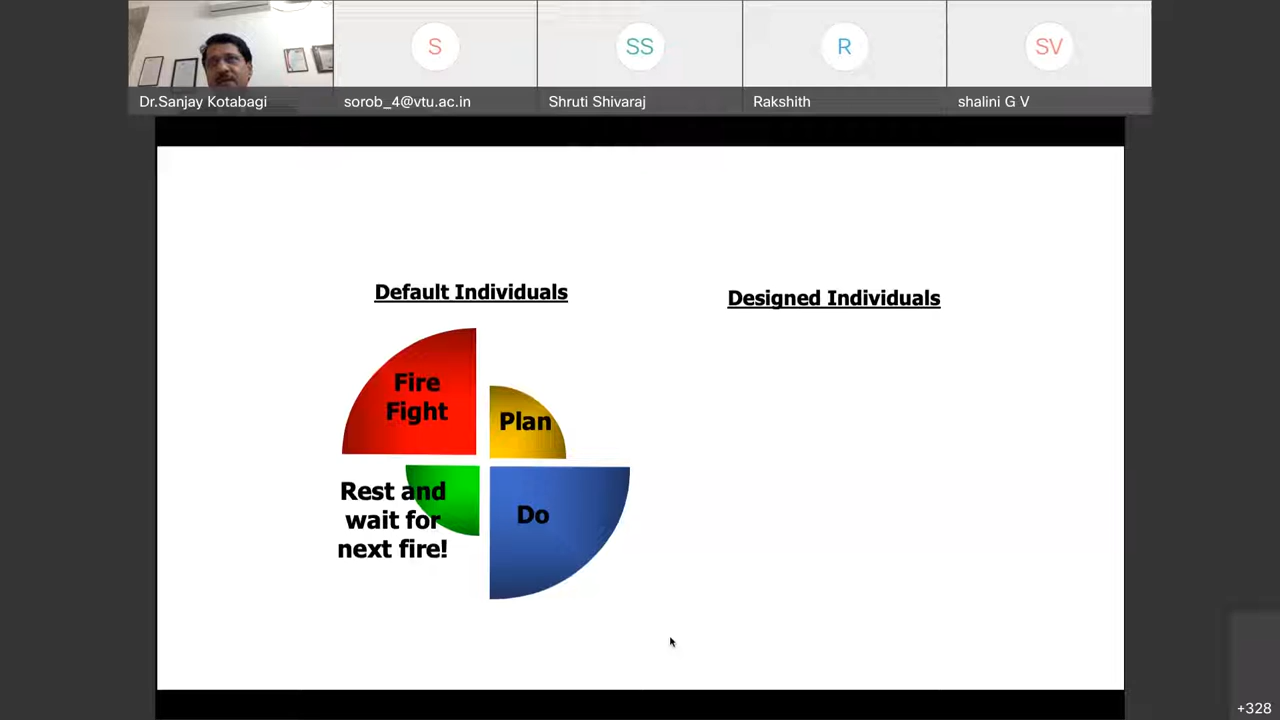 S
SS
R
SV
Dr.Sanjay Kotabagi
sorob_4@vtu.ac.in
Shruti Shivaraj
Rakshith
shalini G V
Default Individuals
Designed Individuals
Fire
Fight
Plan
Rest and
wait for
next fire!
Do
+328